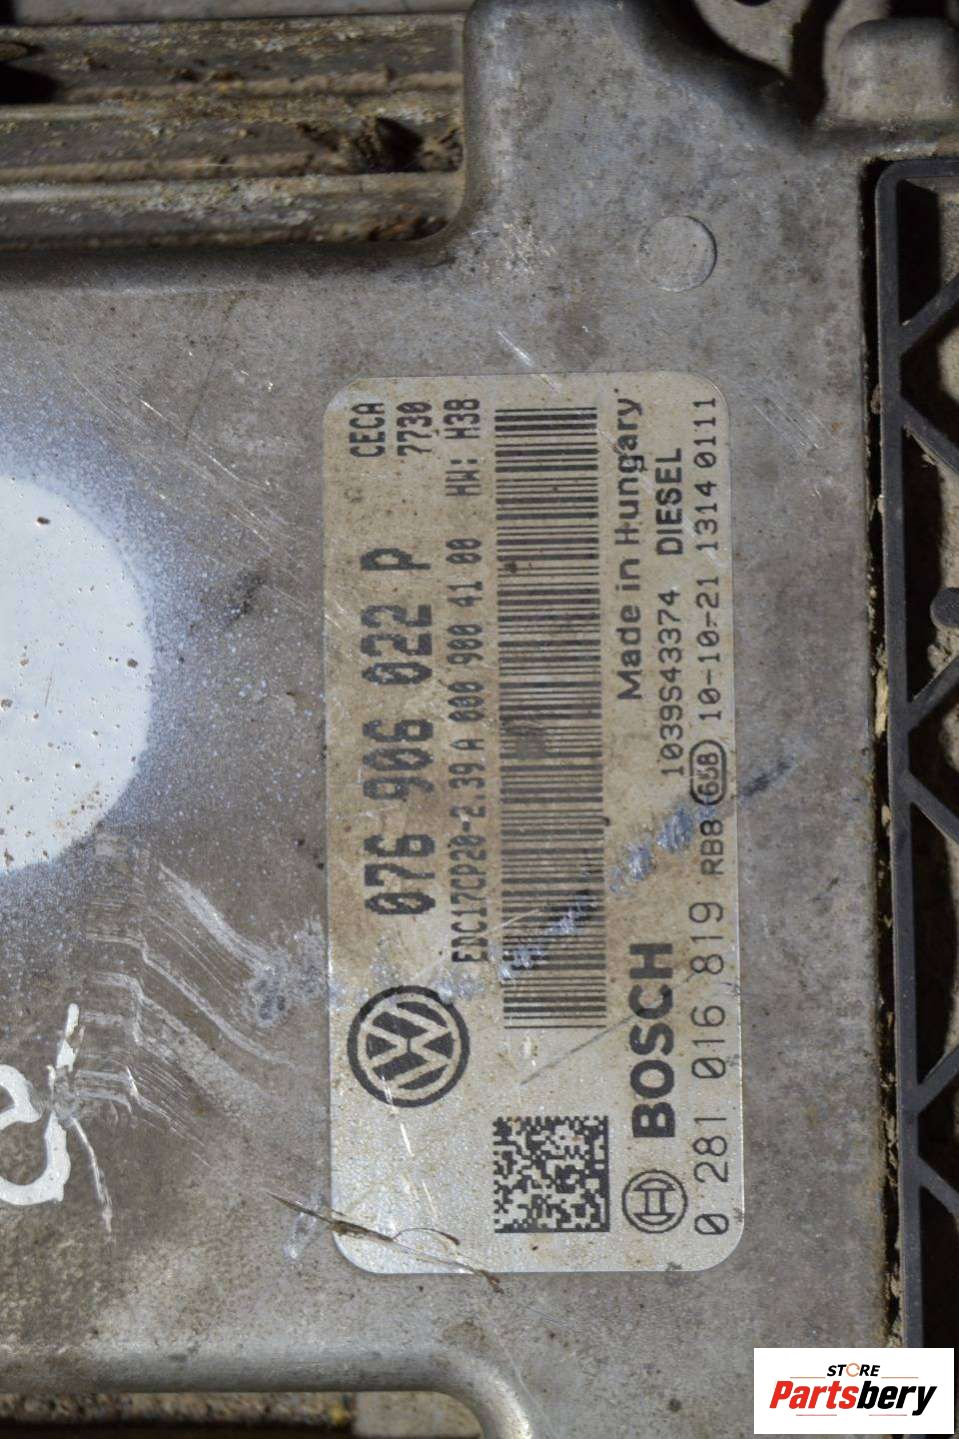 076 906 022 P CECA
7730
EDC17CP20-2.39 A 000 900 41 00 HW: H38
Made in Hungary
BOSCH 1039S43374 DIESEL
0 281 016 819 RBB 658 10-10-21 1314 0111
STORE
Partsbery